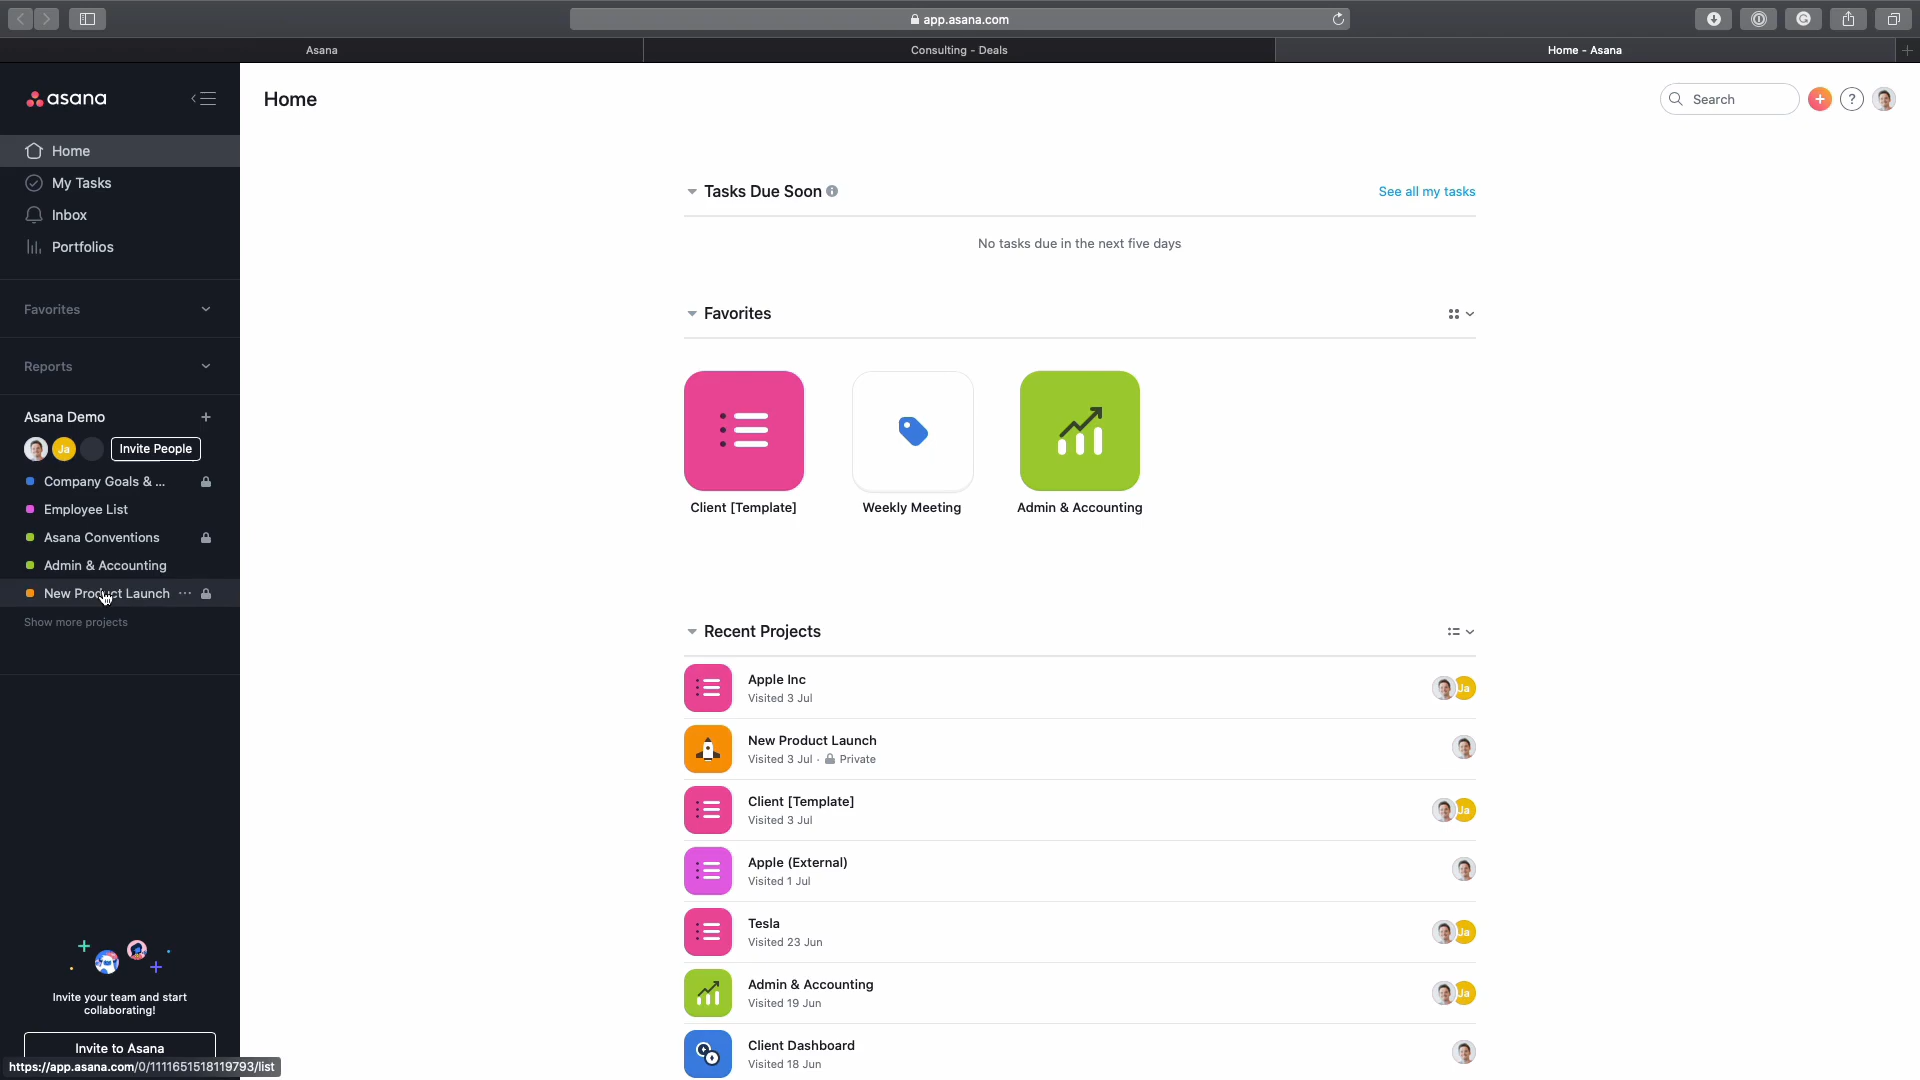 app.asana.com
Asana
Consulting - Deals
Home - Asana
asana
Home
My Tasks
Inbox
Portfolios
Favorites
Reports
Asana Demo
Ja
Invite People
Company Goals & ...
Employee List
Asana Conventions
Admin & Accounting
New Product Launch
Show more projects
Invite your team and start
collaborating!
Invite to Asana
https://app.asana.com/0/1111651518119793/list
Home
Search
?
Tasks Due Soon
See all my tasks
No tasks due in the next five days
Favorites
Client [Template]
Weekly Meeting
Admin & Accounting
Recent Projects
Apple Inc
Visited 3 Jul
Ja
New Product Launch
Visited 3 Jul · Private
Client [Template]
Visited 3 Jul
Ja
Apple (External)
Visited 1 Jul
Tesla
Visited 23 Jun
Ja
Admin & Accounting
Visited 19 Jun
Ja
Client Dashboard
Visited 18 Jun